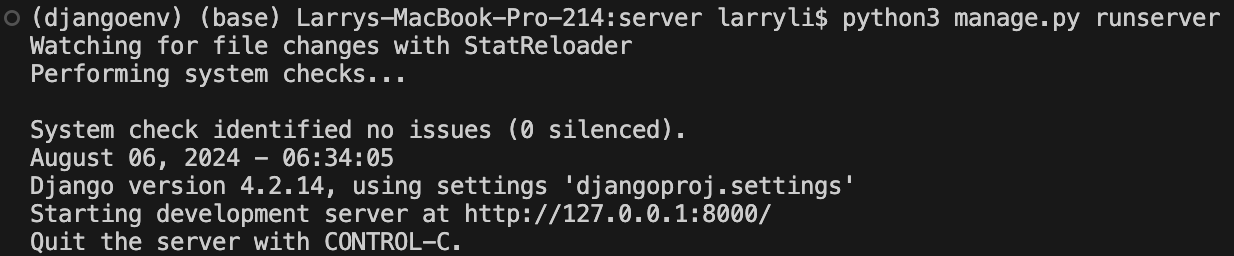 (djangoenv) (base) Larrys-MacBook-Pro-214:server larryli$ python3 manage.py runserver
Watching for file changes with StatReloader
Performing system checks...

System check identified no issues (0 silenced).
August 06, 2024 - 06:34:05
Django version 4.2.14, using settings 'djangoproj.settings'
Starting development server at http://127.0.0.1:8000/
Quit the server with CONTROL-C.